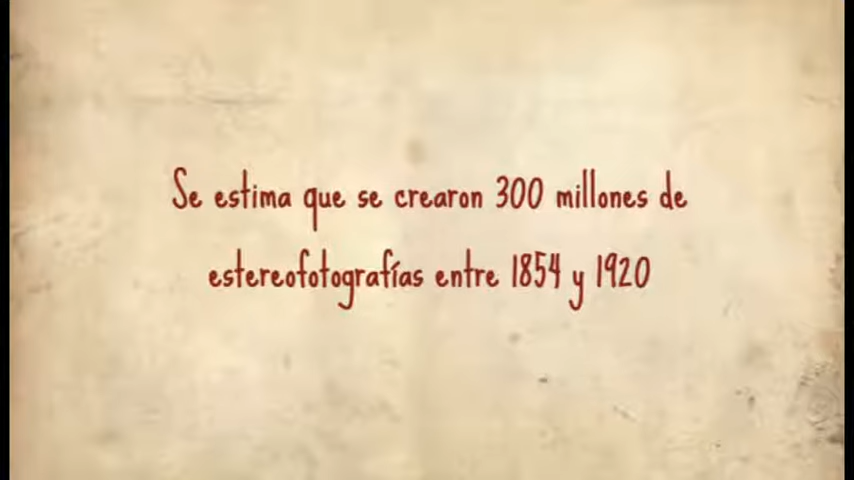 Se estima que se crearon 300 millones de
estereofotografías entre 1854 y 1920